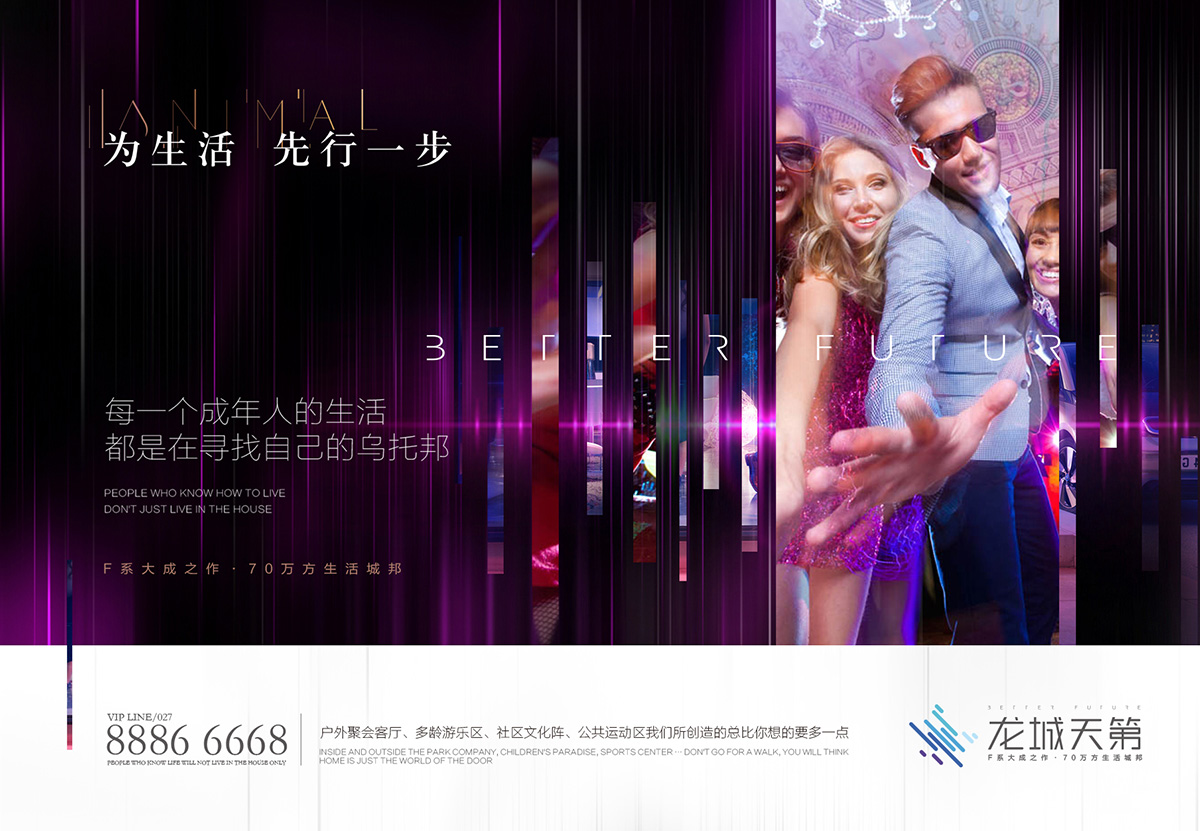 ANIMAL
为生活 先行一步
BETTER FUTURE
每一个成年人的生活
都是在寻找自己的乌托邦
PEOPLE WHO KNOW HOW TO LIVE
DON'T JUST LIVE IN THE HOUSE
F系大成之作·70万方生活城邦
VIP LINE/027
8886 6668
PEOPLE WHO KNOW LIFE WILL NOT LIVE IN THE HOUSE ONLY
户外聚会客厅、多龄游乐区、社区文化阵、公共运动区我们所创造的总比你想的要多一点
INSIDE AND OUTSIDE THE PARK COMPANY, CHILDREN'S PARADISE, SPORTS CENTER ··· DON'T GO FOR A WALK, YOU WILL THINK
HOME IS JUST THE WORLD OF THE DOOR
BETTER FUTURE
龙城天第
F系大成之作·70万方生活城邦